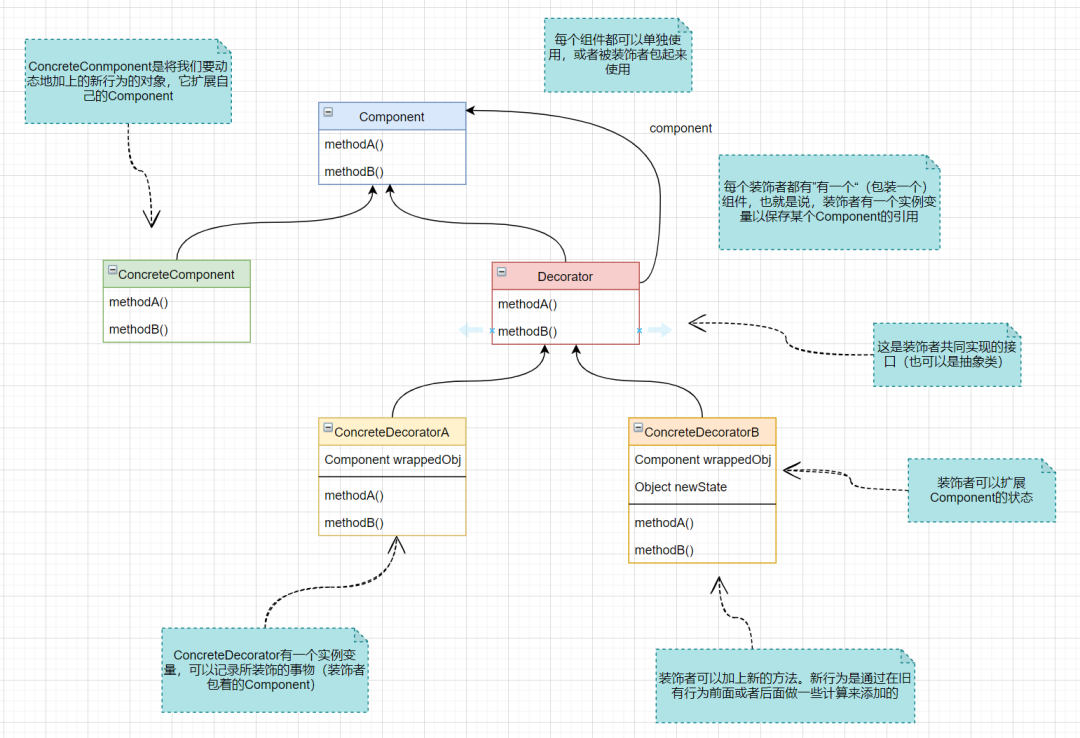 每个组件都可以单独使
用，或者被装饰者包起来
使用
ConcreteConmponent是将我们要动
态地加上的新行为的对象，它扩展自
己的Component
Component
methodA()
methodB()
component
每个装饰者都有"有一个“（包装一个）
组件，也就是说，装饰者有一个实例变
量以保存某个Component的引用
ConcreteComponent
methodA()
methodB()
Decorator
methodA()
methodB()
这是装饰者共同实现的接
口（也可以是抽象类）
ConcreteDecoratorA
Component wrappedObj
methodA()
methodB()
ConcreteDecoratorB
Component wrappedObj
Object newState
methodA()
methodB()
装饰者可以扩展
Component的状态
ConcreteDecorator有一个实例变
量，可以记录所装饰的事物（装饰者
包着的Component）
装饰者可以加上新的方法。新行为是通过在旧
有行为前面或者后面做一些计算来添加的